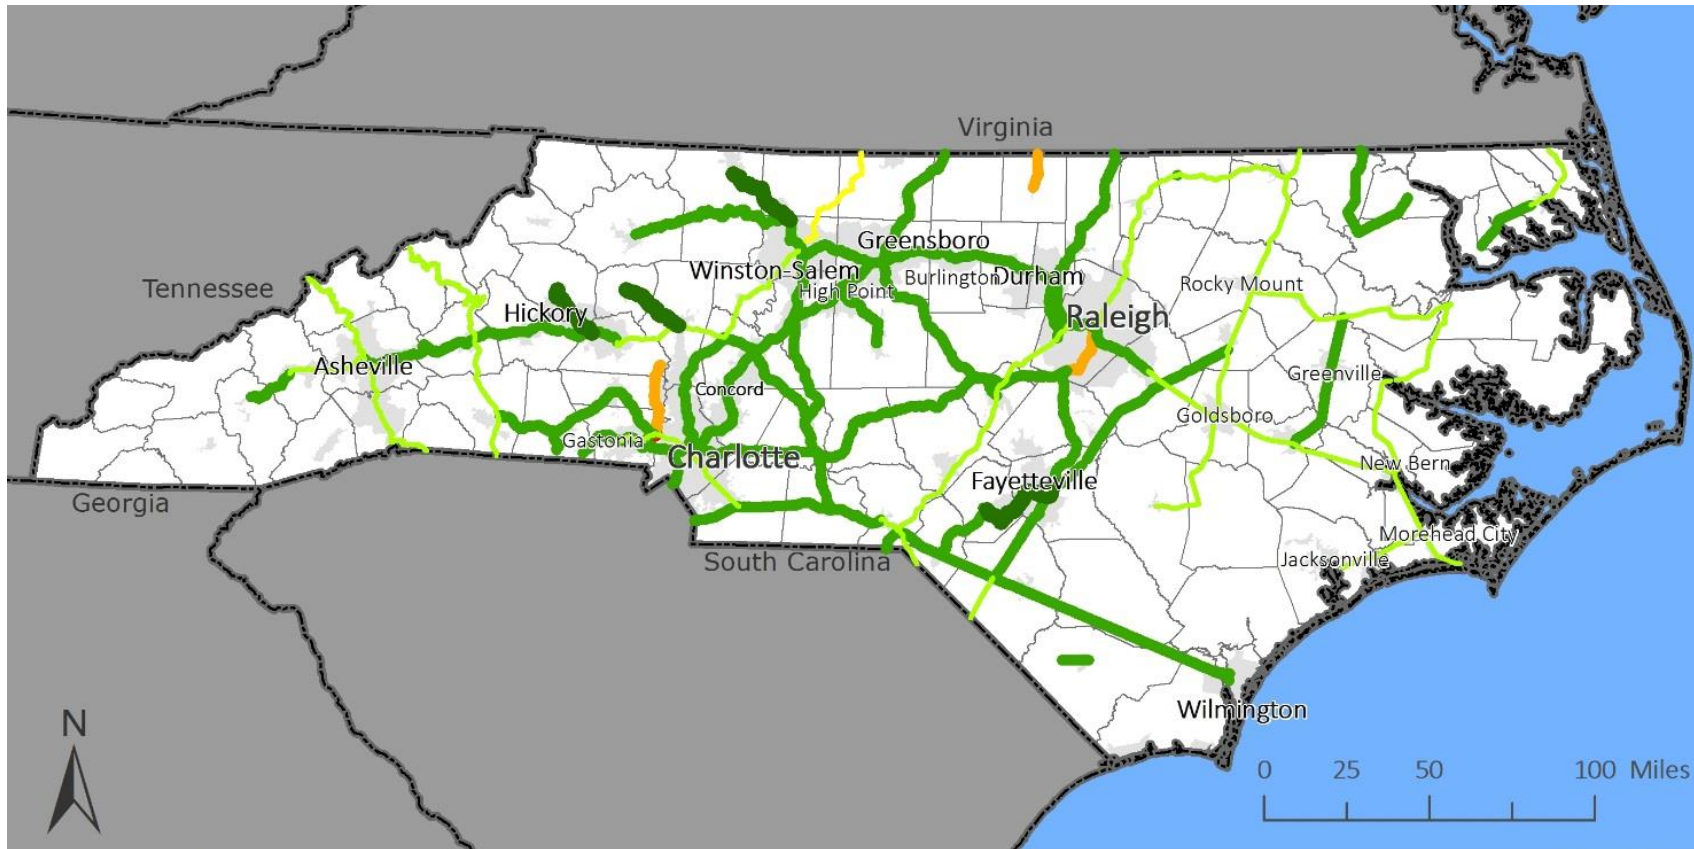 Virginia
Greensboro
Winston-Salem
Burlington
Durham
High Point
Tennessee
Rocky Mount
Hickory
Raleigh
Asheville
Concord
Greenville
Goldsboro
Gastonia
Charlotte
New Bern
Fayetteville
Georgia
Morehead City
South Carolina
Jacksonville
Wilmington
N
0 25 50 100 Miles